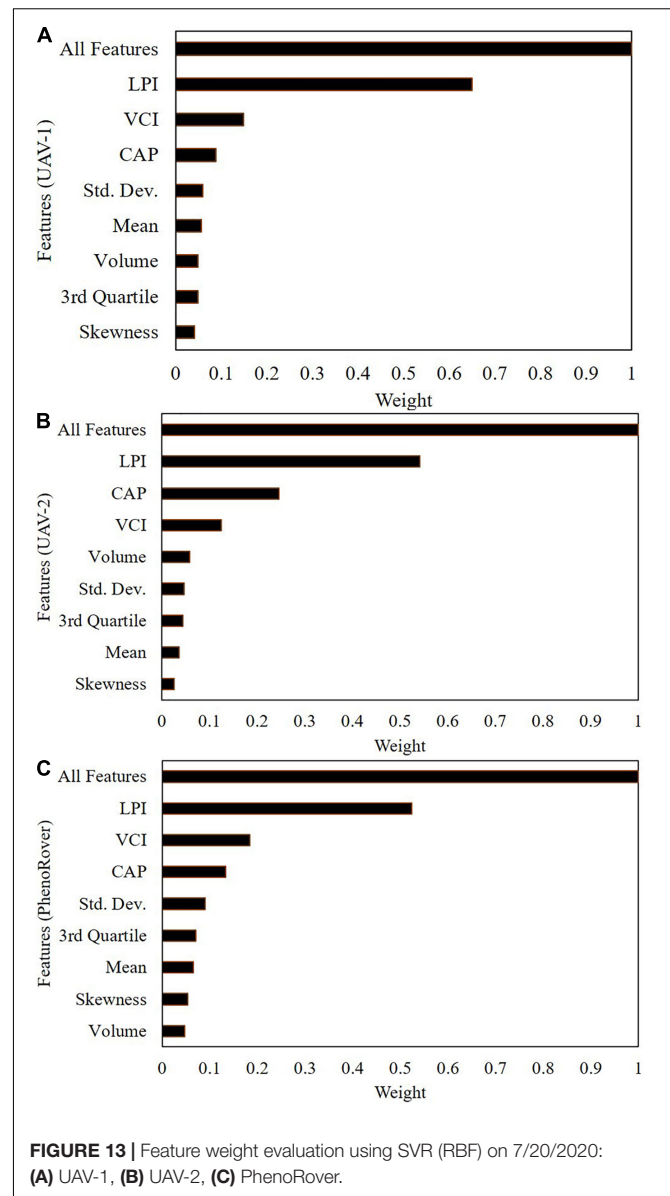 A
All Features
LPI
VCI
CAP
Std. Dev.
Mean
Volume
3rd Quartile
Skewness
Features (UAV-1)
0 0.1 0.2 0.3 0.4 0.5 0.6 0.7 0.8 0.9 1
Weight
B
All Features
LPI
CAP
VCI
Volume
Std. Dev.
3rd Quartile
Mean
Skewness
Features (UAV-2)
0 0.1 0.2 0.3 0.4 0.5 0.6 0.7 0.8 0.9 1
Weight
C
All Features
LPI
VCI
CAP
Std. Dev.
3rd Quartile
Mean
Skewness
Volume
Features (PhenoRover)
0 0.1 0.2 0.3 0.4 0.5 0.6 0.7 0.8 0.9 1
Weight
FIGURE 13 | Feature weight evaluation using SVR (RBF) on 7/20/2020:
(A) UAV-1, (B) UAV-2, (C) PhenoRover.